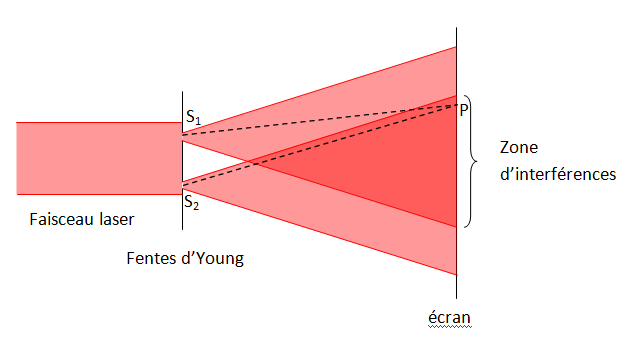 S1
P
Zone
d'interférences
S2
Faisceau laser
Fentes d'Young
écran